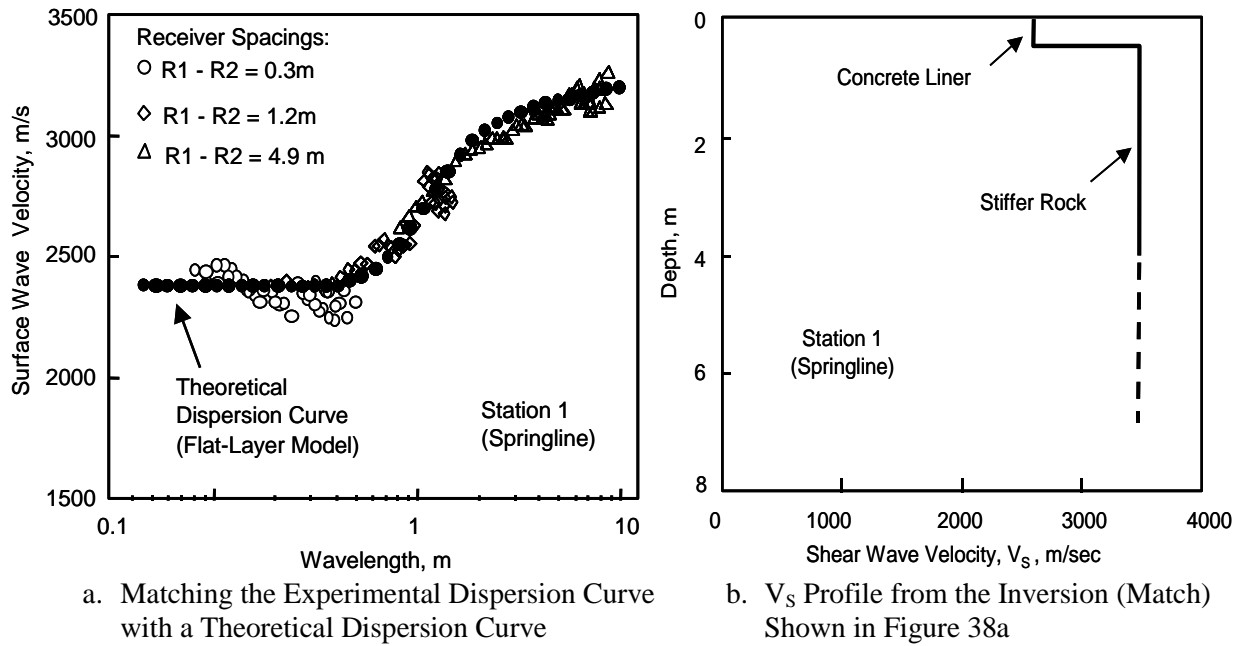 3500
3000
2500
2000
1500
Surface Wave Velocity, m/s
Receiver Spacings:
R1 - R2 = 0.3m
R1 - R2 = 1.2m
R1 - R2 = 4.9 m
Theoretical
Dispersion Curve
(Flat-Layer Model)
Station 1
(Springline)
0.1
1
10
Wavelength, m
a. Matching the Experimental Dispersion Curve
with a Theoretical Dispersion Curve
0
2
4
6
8
Depth, m
Concrete Liner
Stiffer Rock
Station 1
(Springline)
0
1000
2000
3000
4000
Shear Wave Velocity, VS , m/sec
b. VS Profile from the Inversion (Match)
Shown in Figure 38a